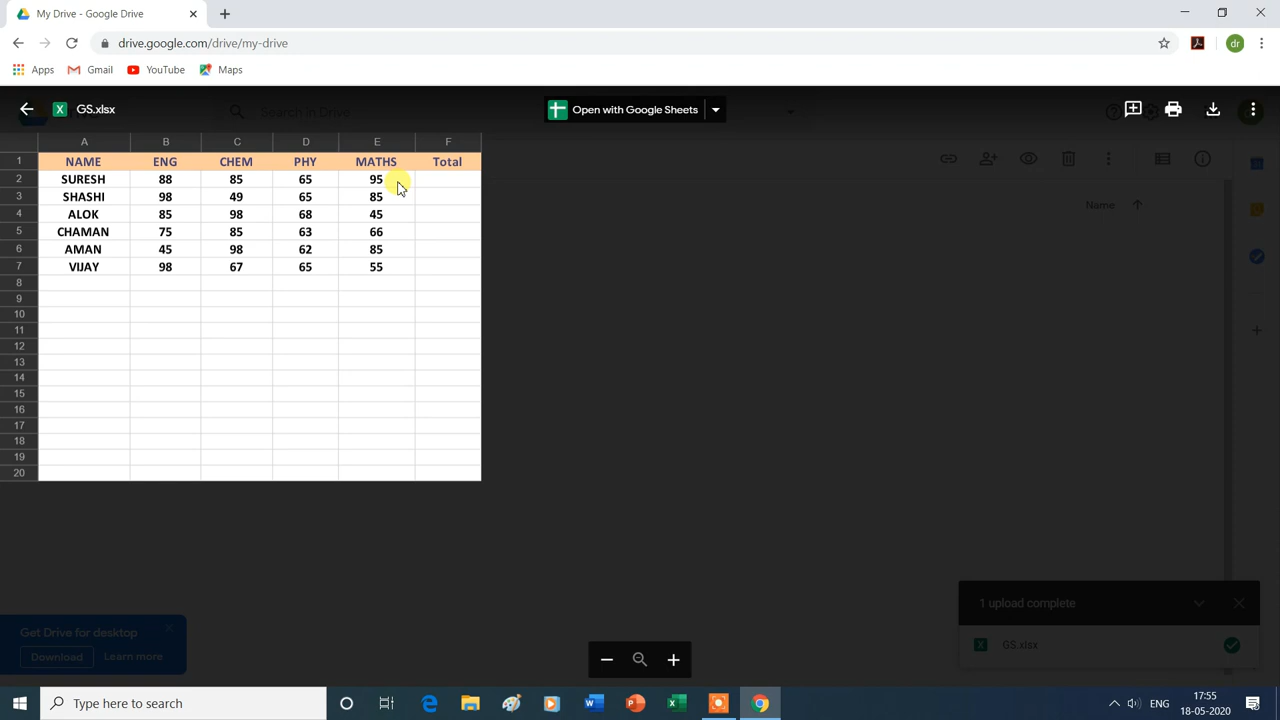 My Drive - Google Drive
drive.google.com/drive/my-drive
dr
Apps Gmail YouTube Maps
GS.xlsx Search in Drive Open with Google Sheets
A B C D E F
1 NAME ENG CHEM PHY MATHS Total
2 SURESH 88 85 65 95
3 SHASHI 98 49 65 85
4 ALOK 85 98 68 45
5 CHAMAN 75 85 63 66
6 AMAN 45 98 62 85
7 VIJAY 98 67 65 55
8
9
10
11
12
13
14
15
16
17
18
19
20
Name
1 upload complete
GS.xlsx
Get Drive for desktop
Download Learn more
Type here to search
ENG
17:55
18-05-2020